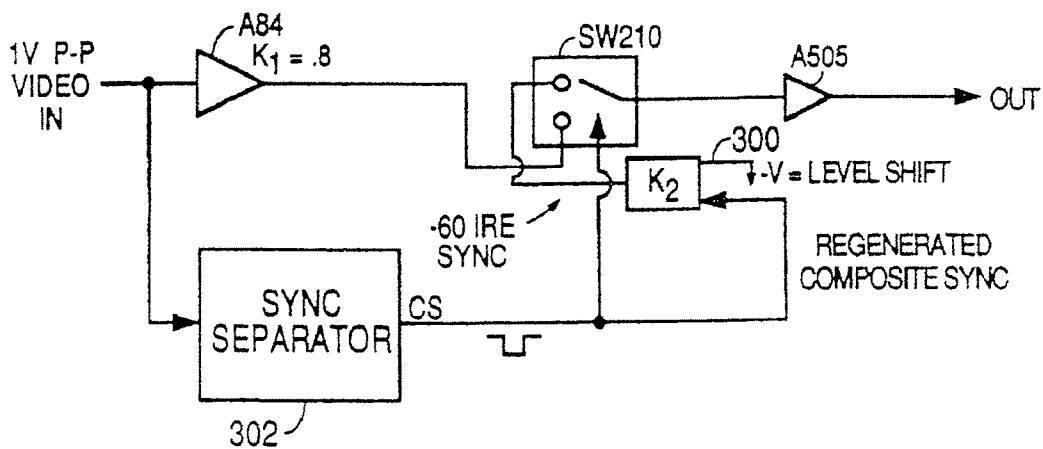 1V P-P
VIDEO
IN
A84
K1 = .8
SW210
A505
OUT
300
K2
-V = LEVEL SHIFT
-60 IRE
SYNC
REGENERATED
COMPOSITE SYNC
SYNC
SEPARATOR
CS
302